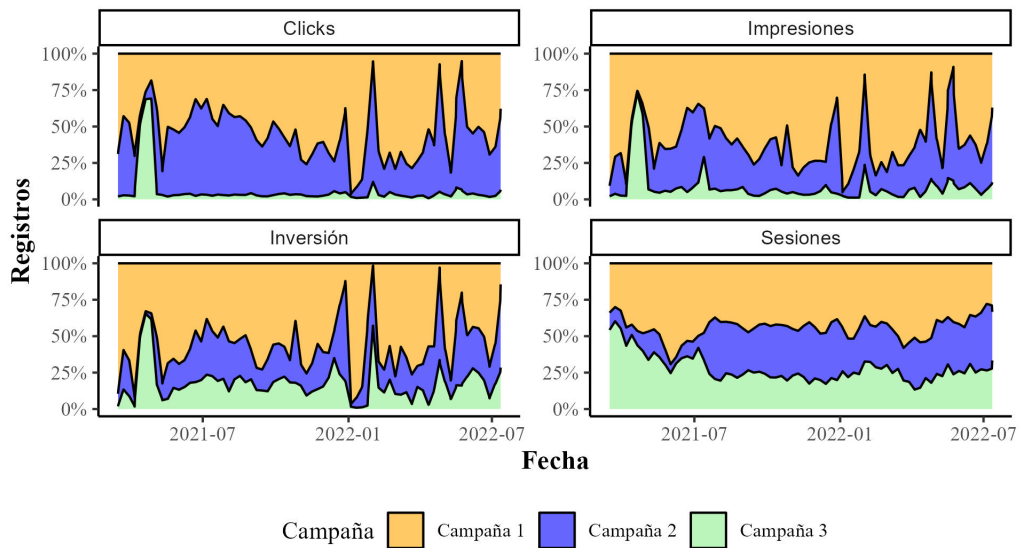 Clicks
Impresiones
100%
75%
50%
25%
0%
100%
75%
50%
25%
0%
Inversión
Sesiones
100%
75%
50%
25%
0%
100%
75%
50%
25%
0%
2021-07
2022-01
2022-07
2021-07
2022-01
2022-07
Registros
Fecha
Campaña
Campaña 1
Campaña 2
Campaña 3